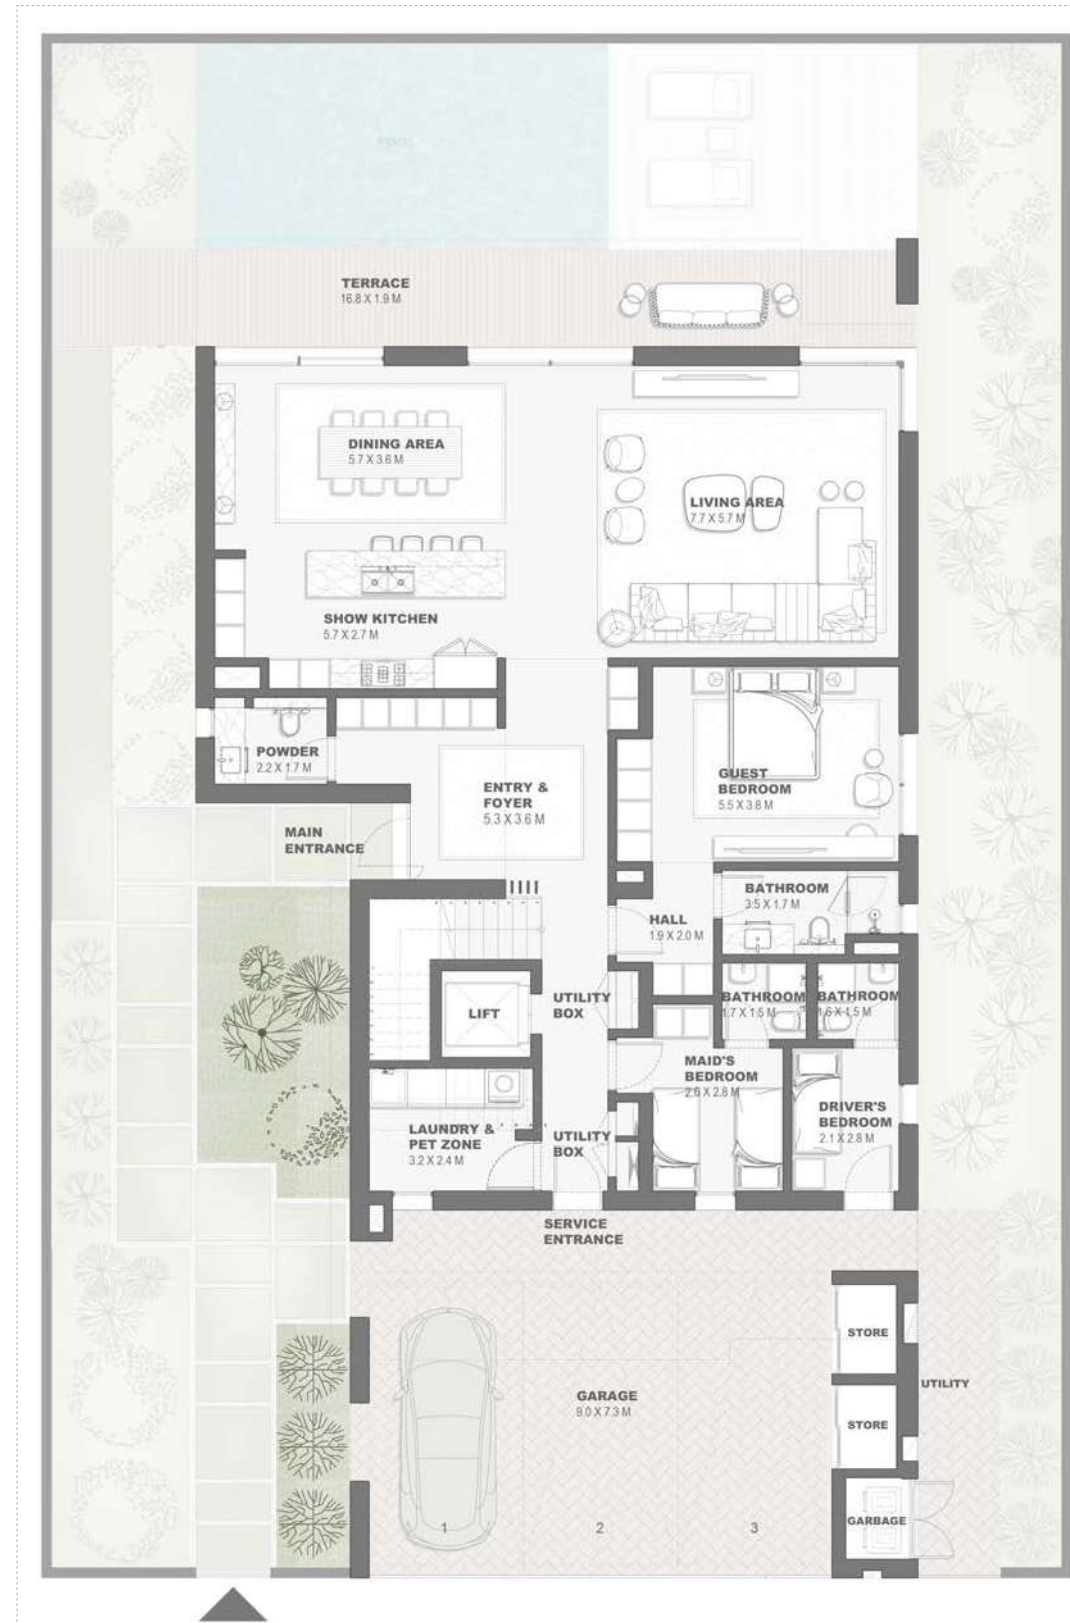 POOL
TERRACE
16.8 X 1.9 M
DINING AREA
5.7 X 3.6 M
LIVING AREA
7.7 X 5.7 M
SHOW KITCHEN
5.7 X 2.7 M
POWDER
2.2 X 1.7 M
GUEST
BEDROOM
5.5 X 3.8 M
ENTRY &
FOYER
5.3 X 3.6 M
MAIN
ENTRANCE
BATHROOM
3.5 X 1.7 M
HALL
1.9 X 2.0 M
LIFT
UTILITY
BOX
BATHROOM
1.7 X 1.5 M
BATHROOM
1.6 X 1.5 M
MAID'S
BEDROOM
2.6 X 2.8 M
DRIVER'S
BEDROOM
2.1 X 2.8 M
LAUNDRY &
PET ZONE
3.2 X 2.4 M
UTILITY
BOX
SERVICE
ENTRANCE
STORE
UTILITY
GARAGE
9.0 X 7.3 M
STORE
GARBAGE
1
2
3